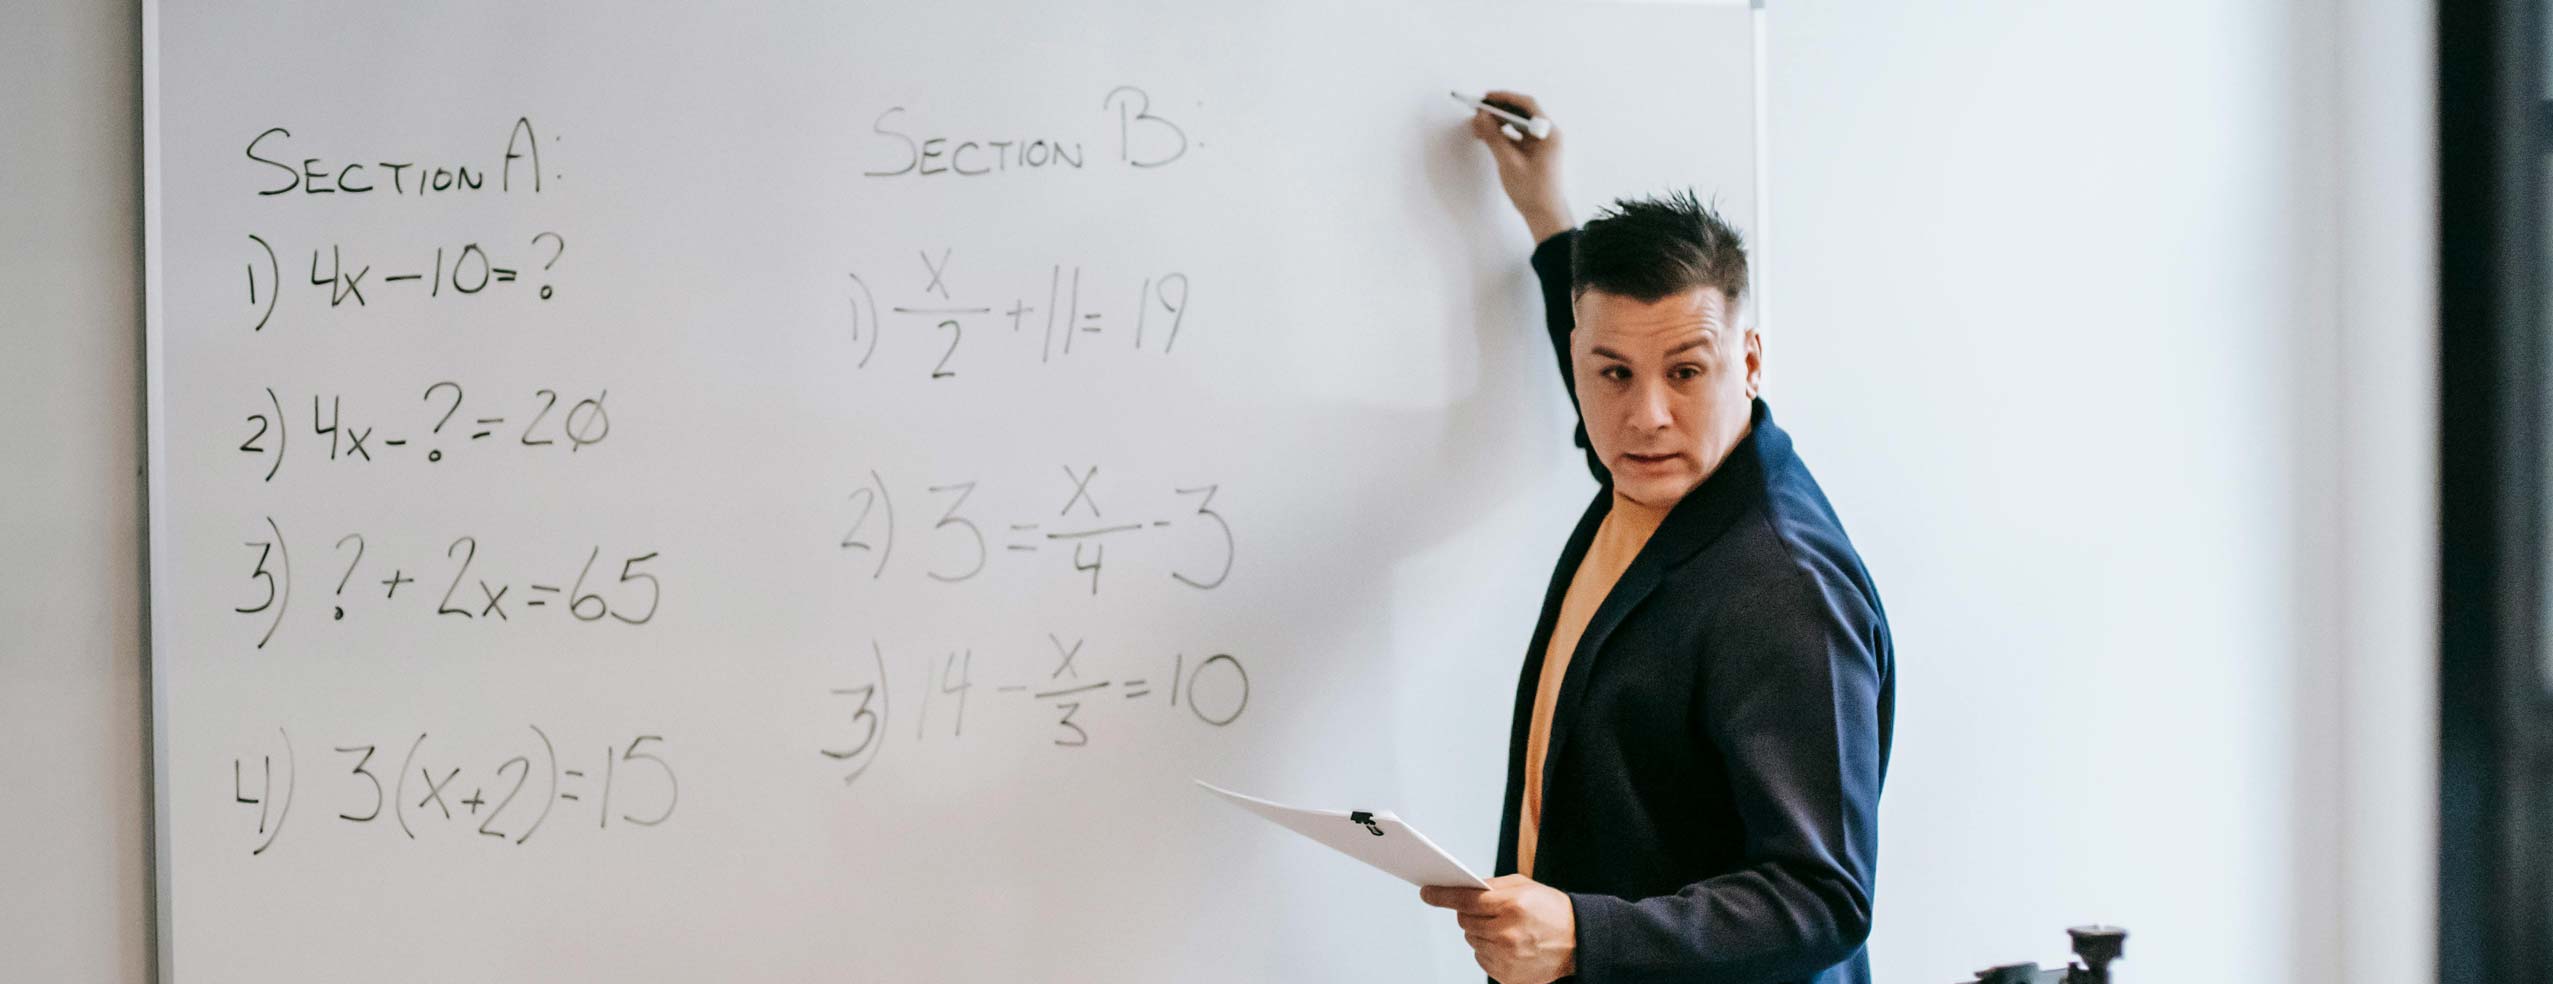 SECTION A:
1) 4x-10=?
2) 4x-?=20
3) ?+2x=65
4) 3(x+2)=15
SECTION B:
1) x/2+11=19
2) 3=x/4-3
3) 14-x/3=10